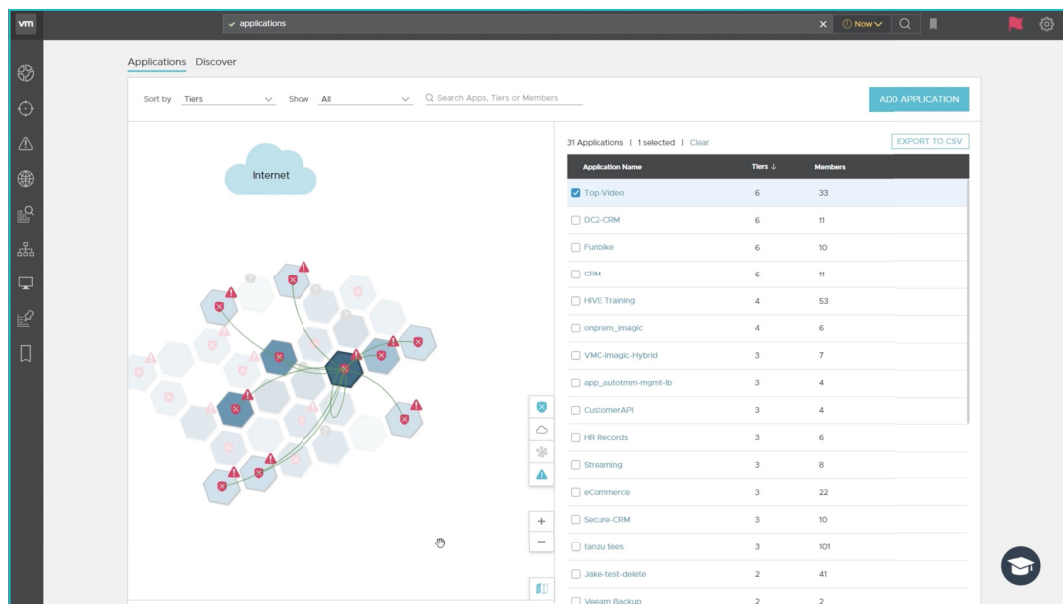 vm
applications
Now
Applications Discover
Sort by Tiers Show All Search Apps, Tiers or Members
ADD APPLICATION
Internet
31 Applications | 1 selected | Clear
EXPORT TO CSV
Application Name Tiers Members
Top-Video 6 33
DC2-CRM 6 11
Funbike 6 10
CRM 6 11
HIVE Training 4 53
onprem_imagic 4 6
VMC-Imagic-Hybrid 3 7
app_autotmm-mgmt-lb 3 4
CustomerAPI 3 4
HR Records 3 6
Streaming 3 8
eCommerce 3 22
Secure-CRM 3 10
tanzu tees 3 101
Jake-test-delete 2 41
Veeam Backup 2 2